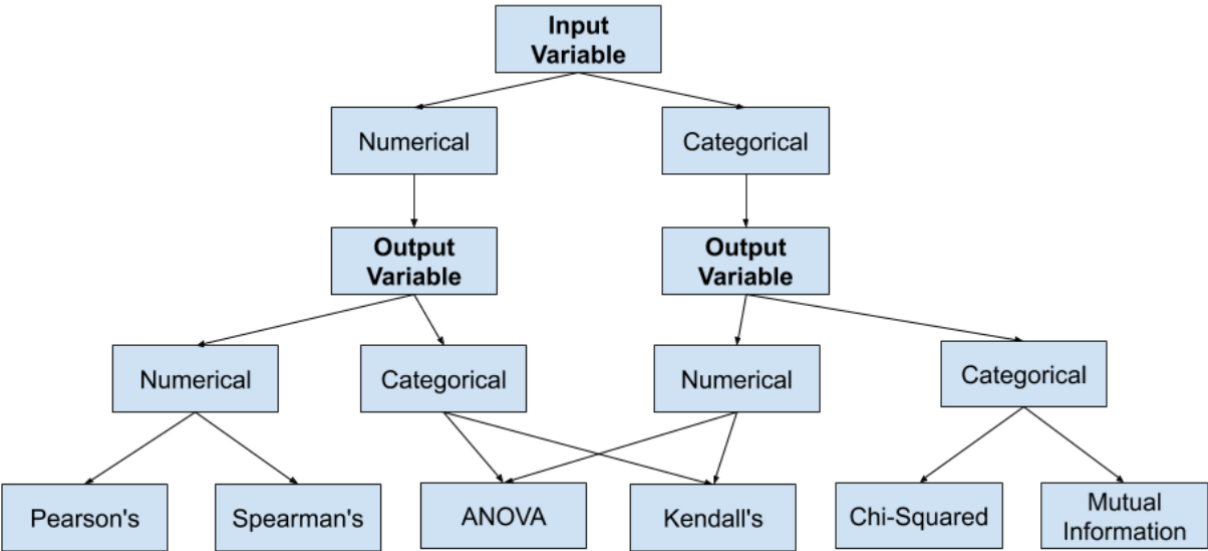 Input
Variable
Numerical
Categorical
Output
Variable
Output
Variable
Numerical
Categorical
Numerical
Categorical
Pearson's
Spearman's
ANOVA
Kendall's
Chi-Squared
Mutual
Information